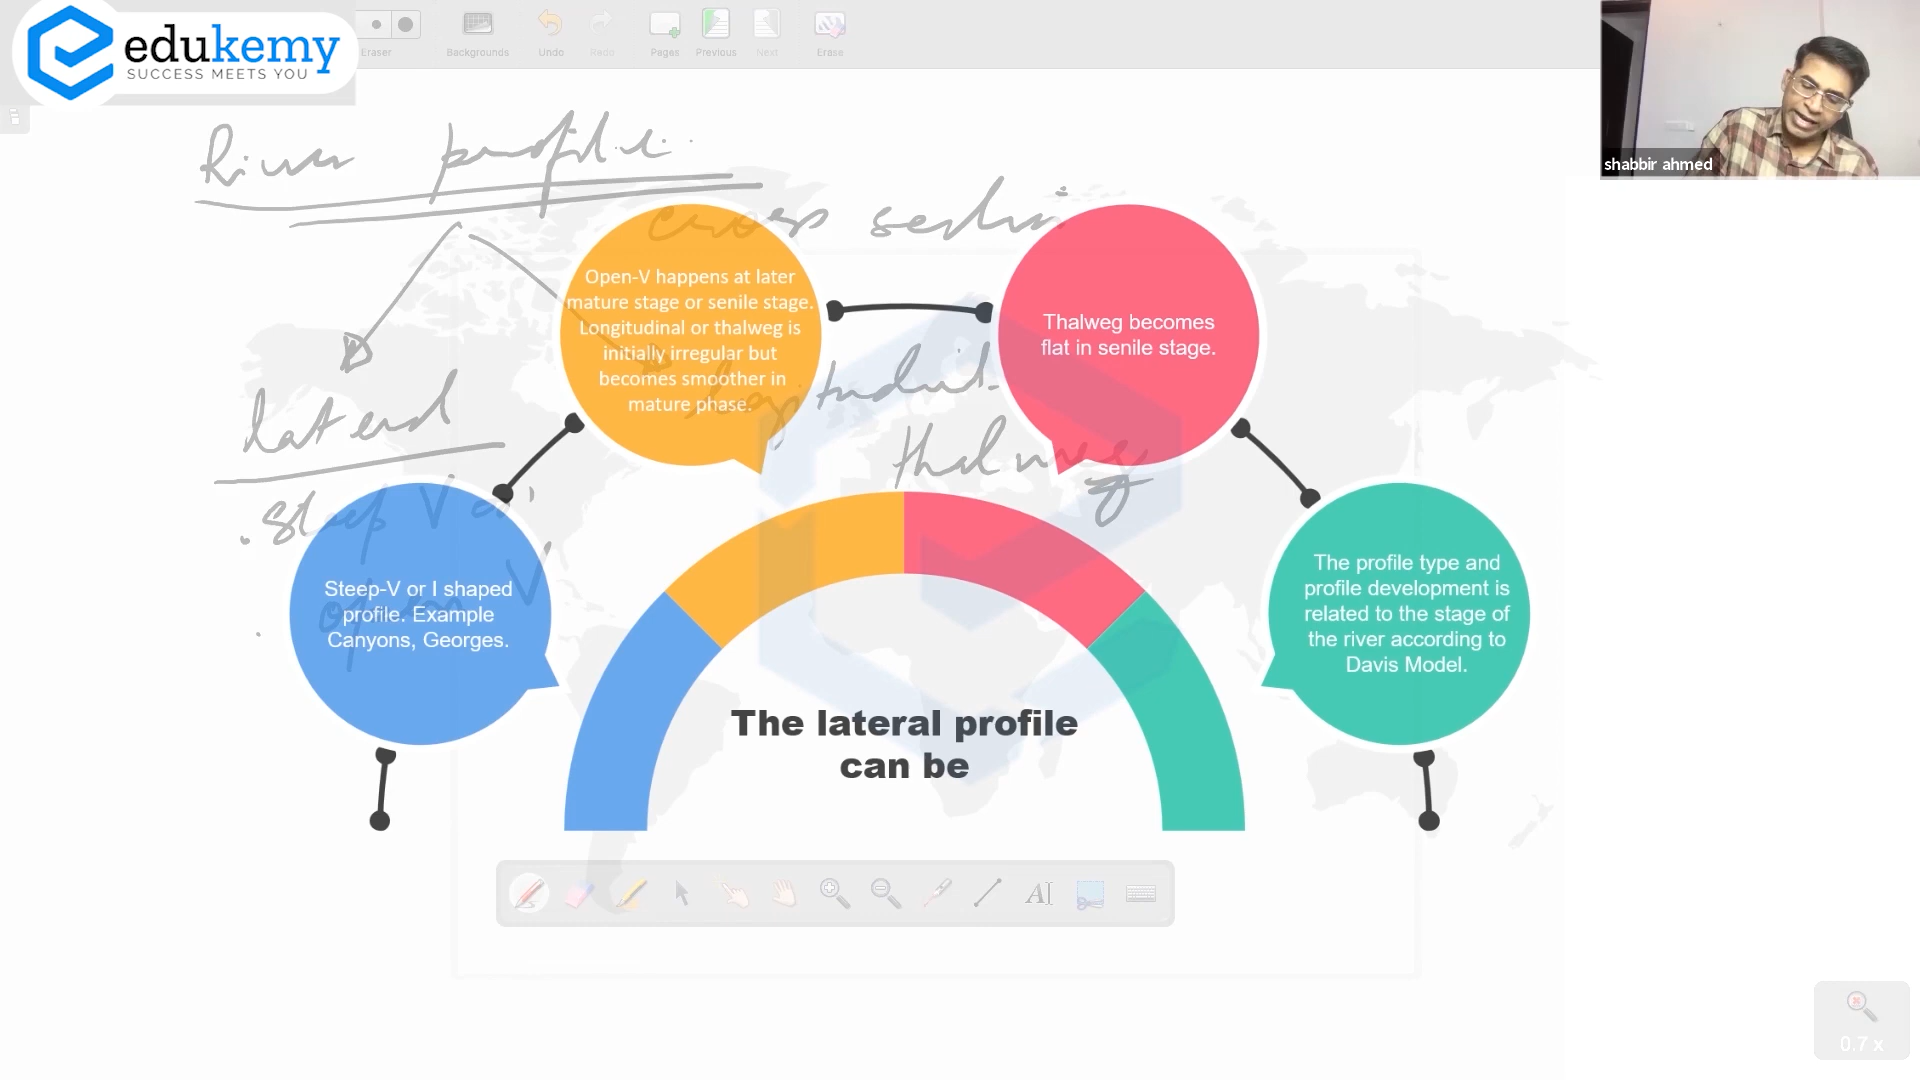 edukemy
SUCCESS MEETS YOU
Eraser
Backgrounds
Undo
Redo
Pages
Previous
Next
Erase
shabbir ahmed
River profile
cross section
Open-V happens at later
mature stage or senile stage.
Longitudinal or thalweg is
initially irregular but
becomes smoother in
mature phase.
Thalweg becomes
flat in senile stage.
lateral
thalweg
. Steep V
. open V
Steep-V or I shaped
profile. Example
Canyons, Georges.
The profile type and
profile development is
related to the stage of
the river according to
Davis Model.
The lateral profile
can be
0.7 x